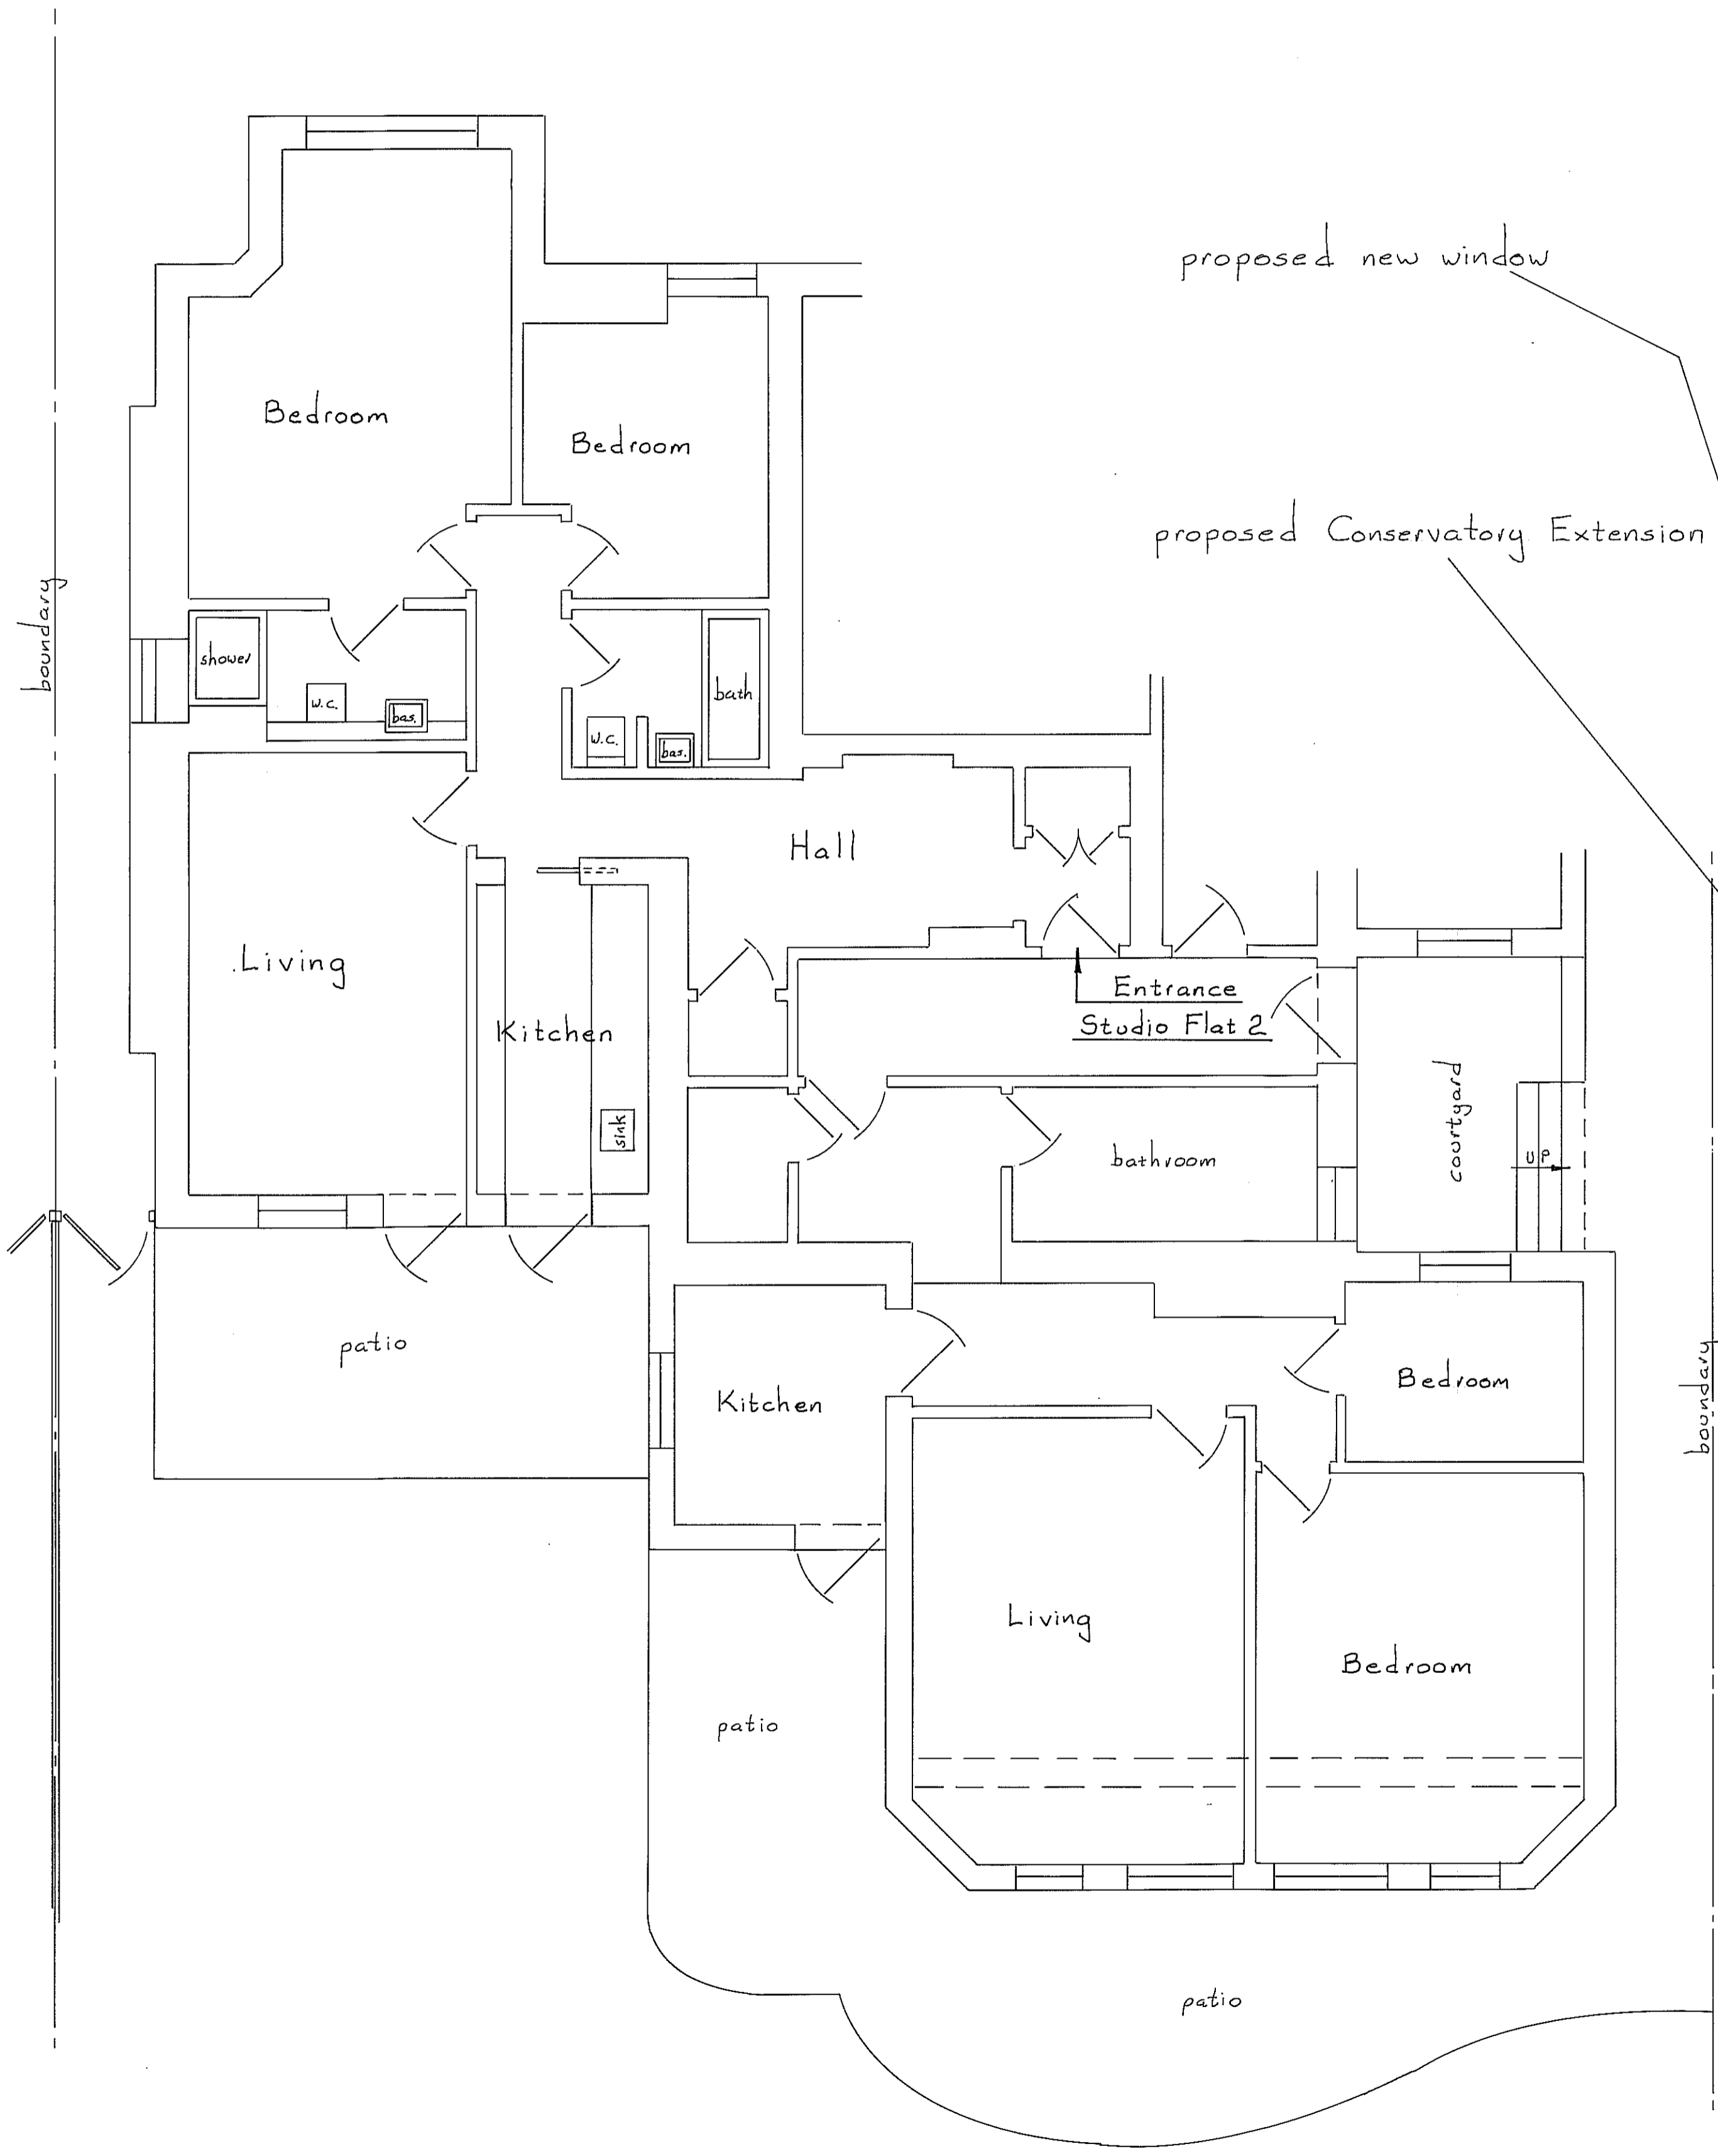 proposed new window
Bedroom
Bedroom
proposed Conservatory Extension
boundary
shower
W.C.
bas.
bath
W.C.
bas.
Hall
Living
Entrance
Studio Flat 2
Kitchen
sink
courtyard
bathroom
UP
patio
Kitchen
Bedroom
boundary
Living
Bedroom
patio
patio